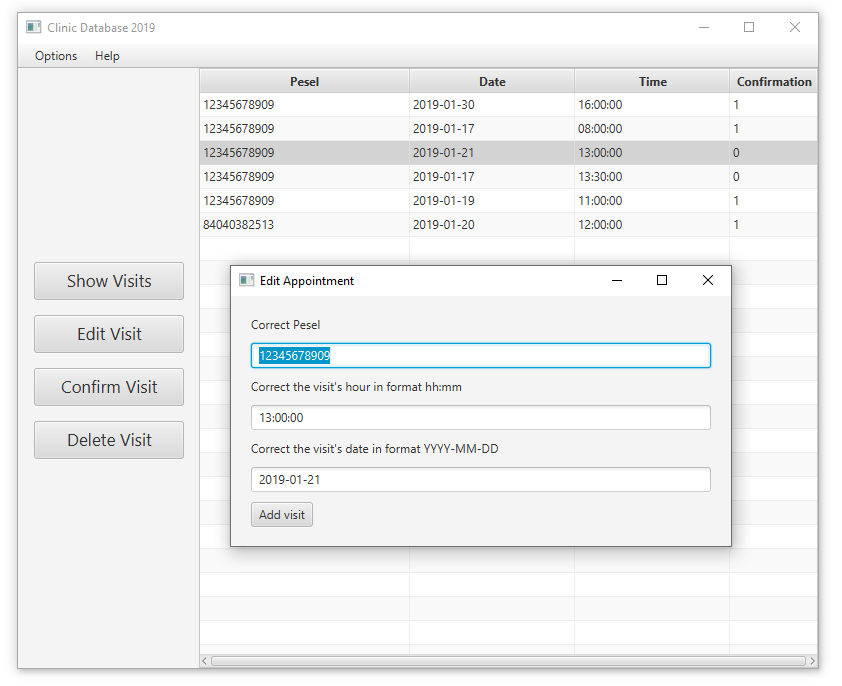 Clinic Database 2019
Options Help
Pesel Date Time Confirmation
12345678909 2019-01-30 16:00:00 1
12345678909 2019-01-17 08:00:00 1
12345678909 2019-01-21 13:00:00 0
12345678909 2019-01-17 13:30:00 0
12345678909 2019-01-19 11:00:00 1
84040382513 2019-01-20 12:00:00 1
Show Visits
Edit Visit
Confirm Visit
Delete Visit
Edit Appointment
Correct Pesel
12345678909
Correct the visit's hour in format hh:mm
13:00:00
Correct the visit's date in format YYYY-MM-DD
2019-01-21
Add visit